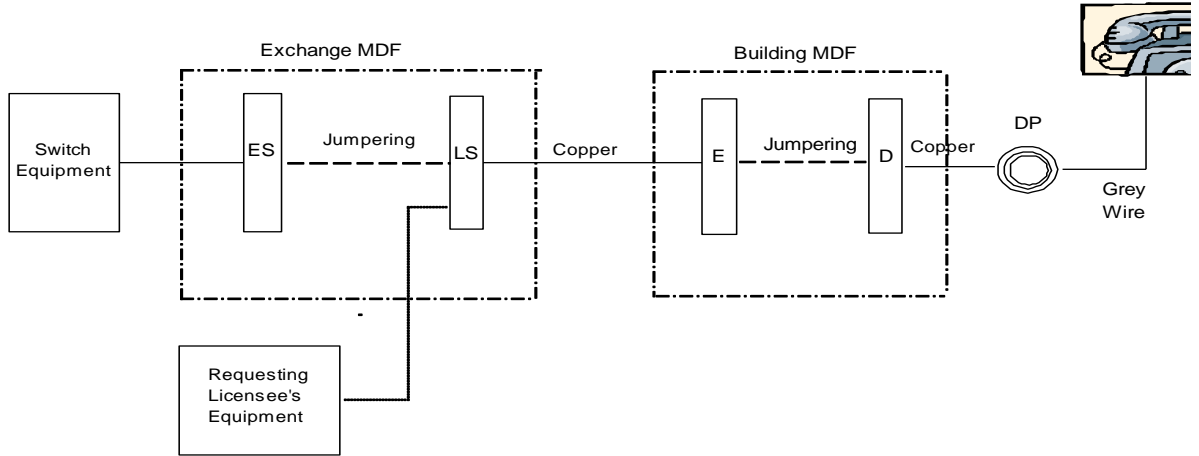 Exchange MDF
Building MDF
Switch
Equipment
ES
Jumpering
LS
Copper
E
Jumpering
D
Copper
DP
Grey
Wire
Requesting
Licensee's
Equipment